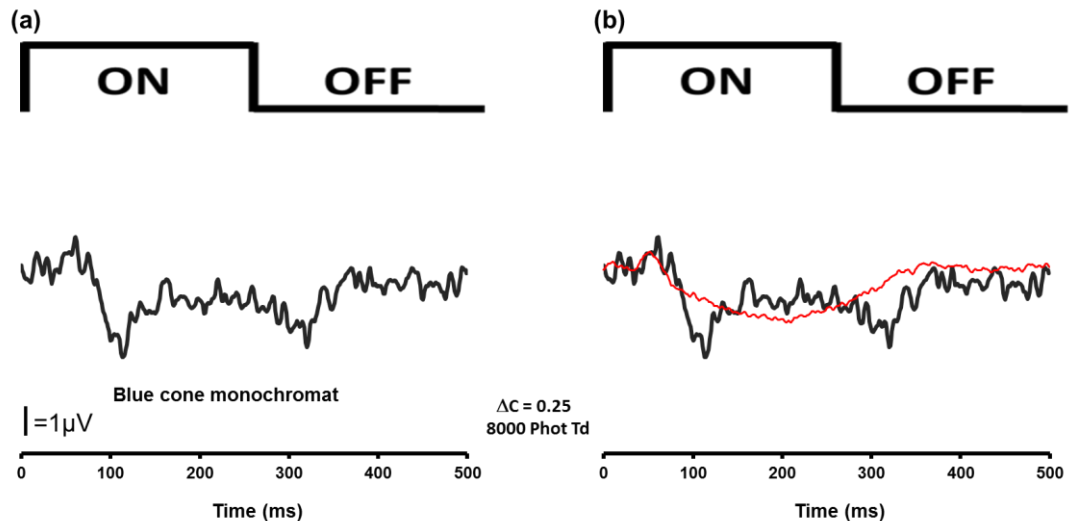 (a)
ON OFF
Blue cone monochromat
=1µV
0 100 200 300 400 500
Time (ms)
∆C = 0.25
8000 Phot Td
(b)
ON OFF
0 100 200 300 400 500
Time (ms)